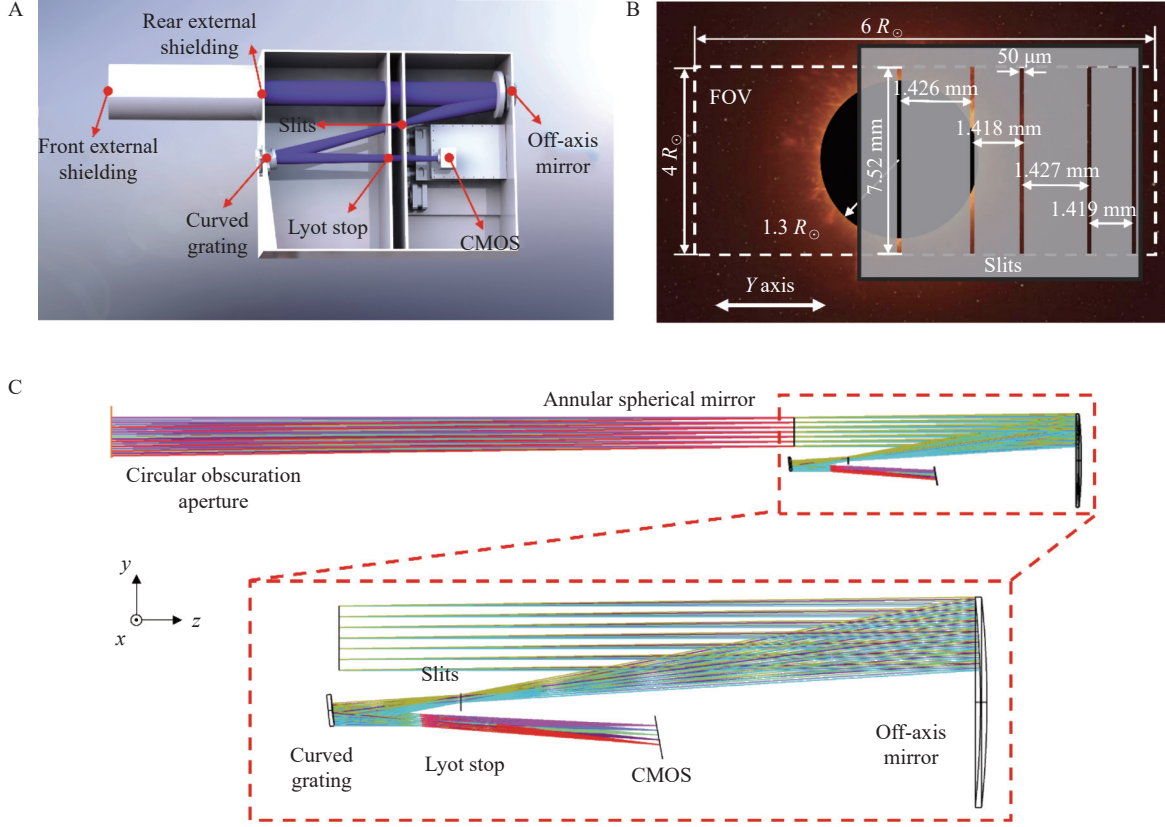 A
Rear external
shielding
Slits
Front external
shielding
Off-axis
mirror
Curved
grating
Lyot stop
CMOS
B
6 R☉
50 μm
FOV
1.426 mm
4 R☉
7.52 mm
1.418 mm
1.427 mm
1.419 mm
1.3 R☉
Slits
Y axis
C
Annular spherical mirror
Circular obscuration
aperture
y
x
z
Slits
Curved
grating
Lyot stop
CMOS
Off-axis
mirror